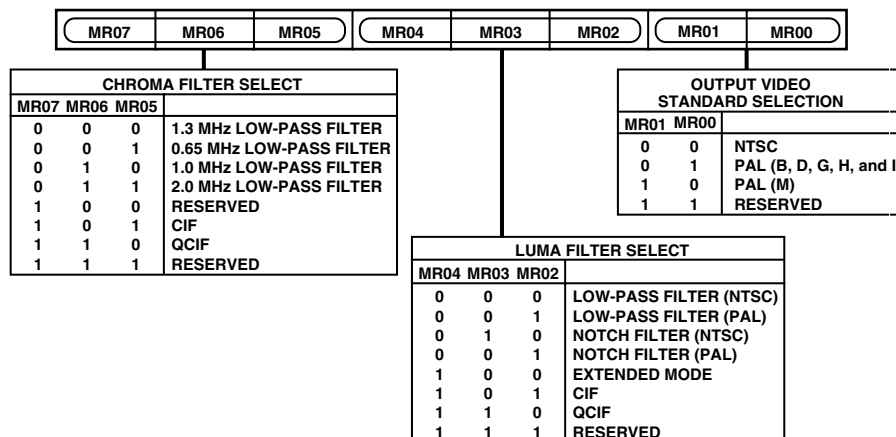 MR07 MR06 MR05 MR04 MR03 MR02 MR01 MR00
CHROMA FILTER SELECT
MR07 MR06 MR05
0 0 0 1.3 MHz LOW-PASS FILTER
0 0 1 0.65 MHz LOW-PASS FILTER
0 1 0 1.0 MHz LOW-PASS FILTER
0 1 1 2.0 MHz LOW-PASS FILTER
1 0 0 RESERVED
1 0 1 CIF
1 1 0 QCIF
1 1 1 RESERVED
OUTPUT VIDEO
STANDARD SELECTION
MR01 MR00
0 0 NTSC
0 1 PAL (B, D, G, H, and I
1 0 PAL (M)
1 1 RESERVED
LUMA FILTER SELECT
MR04 MR03 MR02
0 0 0 LOW-PASS FILTER (NTSC)
0 0 1 LOW-PASS FILTER (PAL)
0 1 0 NOTCH FILTER (NTSC)
0 0 1 NOTCH FILTER (PAL)
1 0 0 EXTENDED MODE
1 0 1 CIF
1 1 0 QCIF
1 1 1 RESERVED